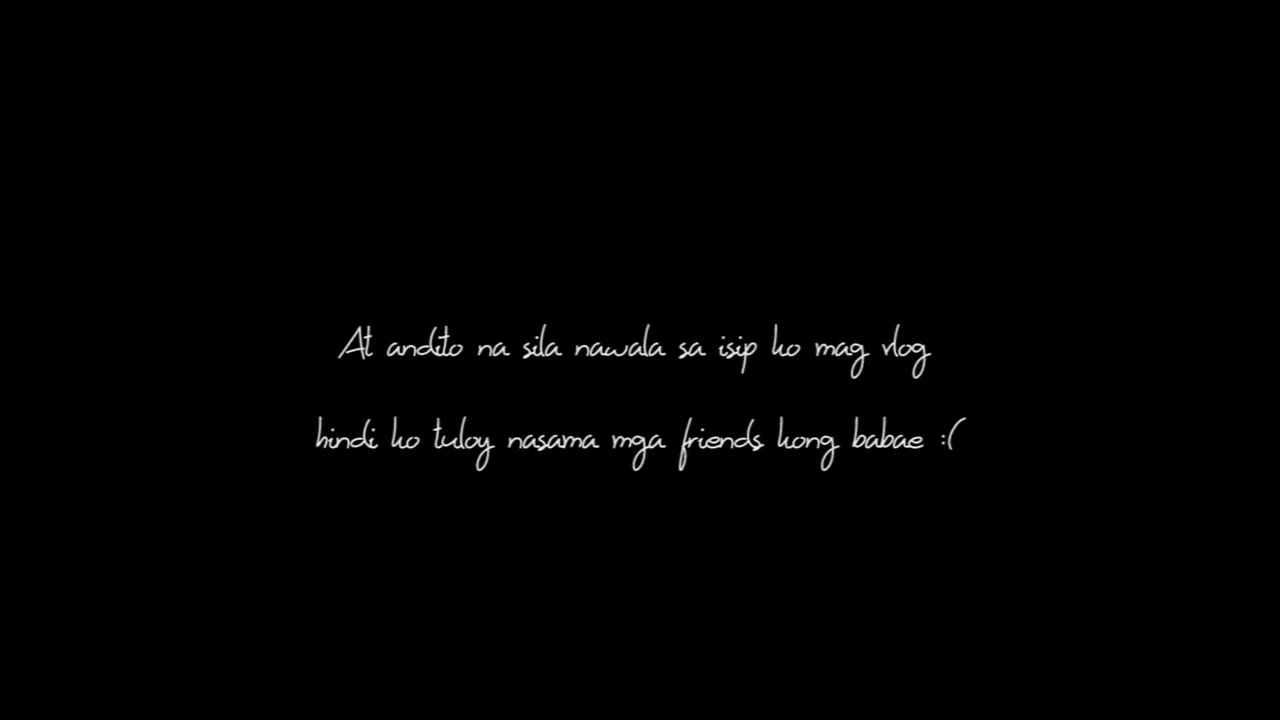 At andito na sila nawala sa isip ko mag vlog
hindi ko tuloy nasama mga friends kong babae :(